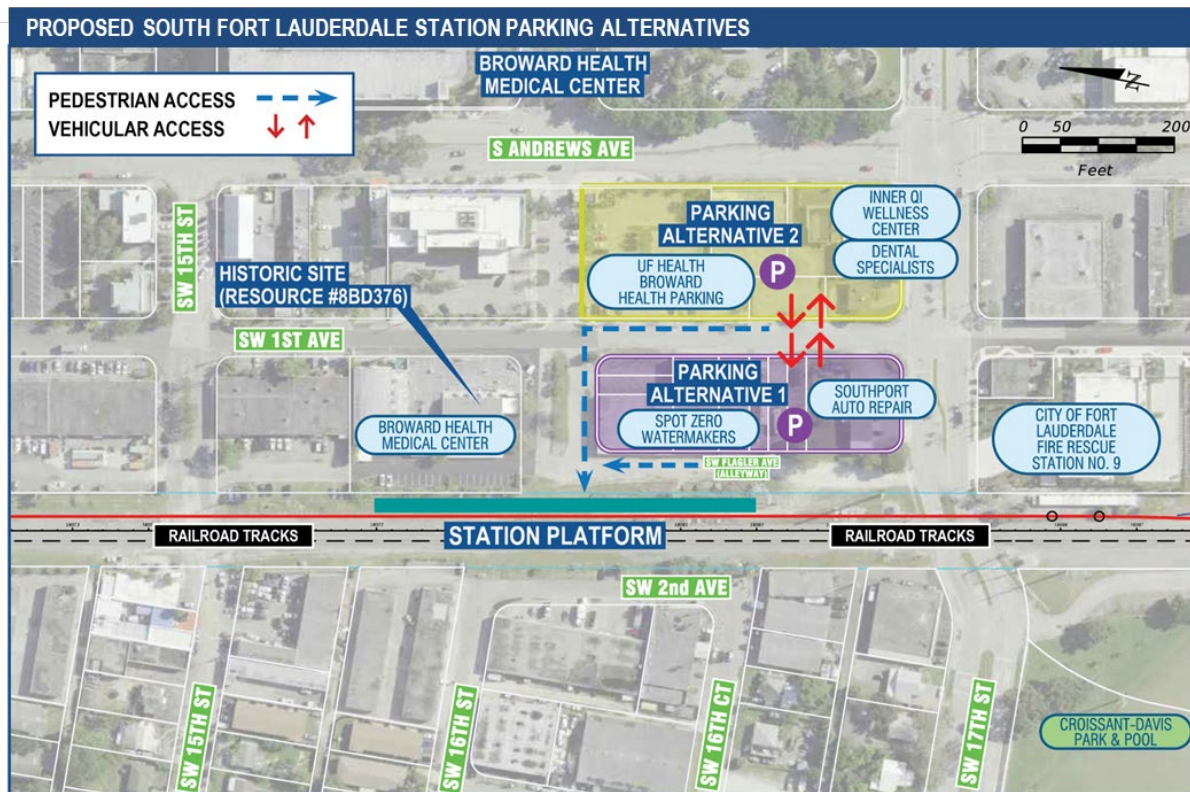 PROPOSED SOUTH FORT LAUDERDALE STATION PARKING ALTERNATIVES
BROWARD HEALTH
MEDICAL CENTER
PEDESTRIAN ACCESS
VEHICULAR ACCESS
N
0 50 200
Feet
S ANDREWS AVE
SW 15TH ST
INNER QI
WELLNESS
CENTER
DENTAL
SPECIALISTS
PARKING
ALTERNATIVE 2
P
UF HEALTH
BROWARD
HEALTH PARKING
HISTORIC SITE
(RESOURCE #8BD376)
SW 1ST AVE
PARKING
ALTERNATIVE 1
P
SPOT ZERO
WATERMAKERS
SOUTHPORT
AUTO REPAIR
BROWARD HEALTH
MEDICAL CENTER
CITY OF FORT
LAUDERDALE
FIRE RESCUE
STATION NO. 9
SW FLAGLER AVE
(ALLEYWAY)
RAILROAD TRACKS
STATION PLATFORM
RAILROAD TRACKS
SW 2nd AVE
SW 15TH ST
SW 16TH ST
SW 16TH CT
SW 17TH ST
CROISSANT-DAVIS
PARK & POOL